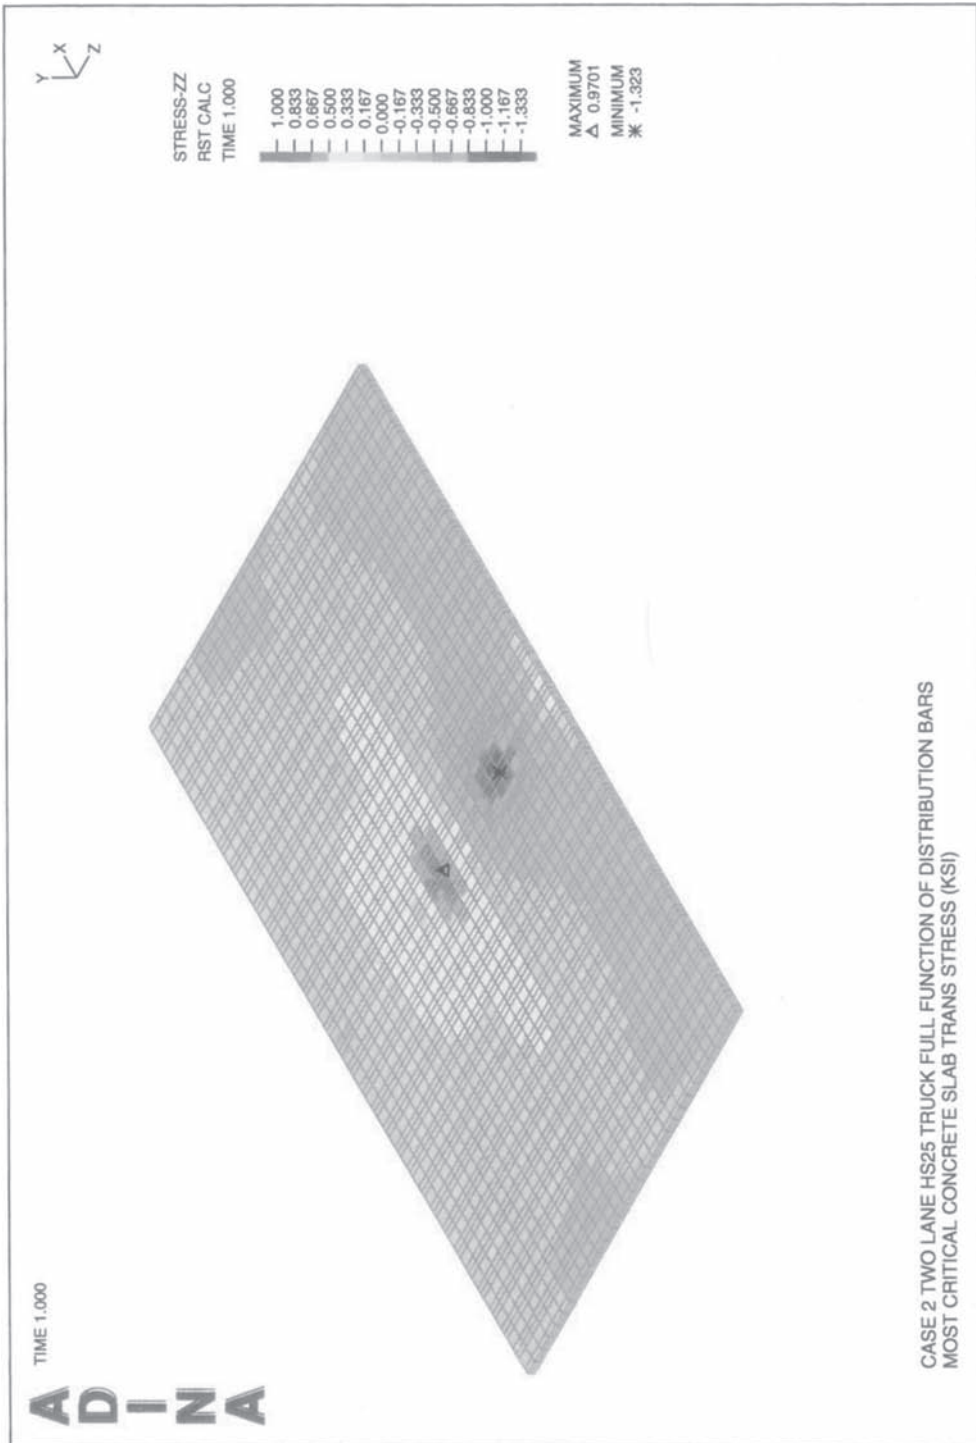 ADINA
TIME 1.000
Y
X
Z
STRESS-ZZ
RST CALC
TIME 1.000
1.000
0.833
0.667
0.500
0.333
0.167
0.000
-0.167
-0.333
-0.500
-0.667
-0.833
-1.000
-1.167
-1.333
MAXIMUM
△ 0.9701
MINIMUM
✳ -1.323
CASE 2 TWO LANE HS25 TRUCK FULL FUNCTION OF DISTRIBUTION BARS
MOST CRITICAL CONCRETE SLAB TRANS STRESS (KSI)